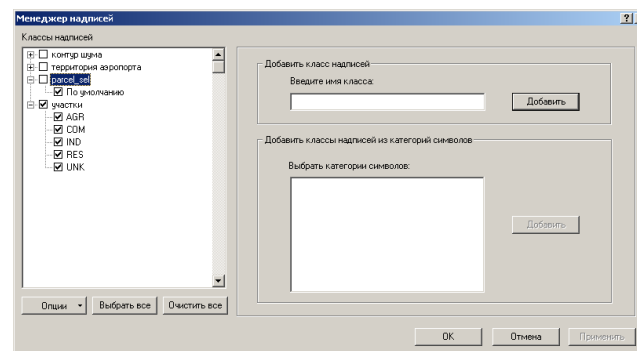 Менеджер надписей
Классы надписей
контур шума
территория аэропорта
parcel_sel
По умолчанию
участки
AGR
COM
IND
RES
UNK
Опции
Выбрать все
Очистить все
Добавить класс надписей
Введите имя класса:
Добавить
Добавить классы надписей из категорий символов
Выбрать категории символов:
Добавить
OK
Отмена
Применить